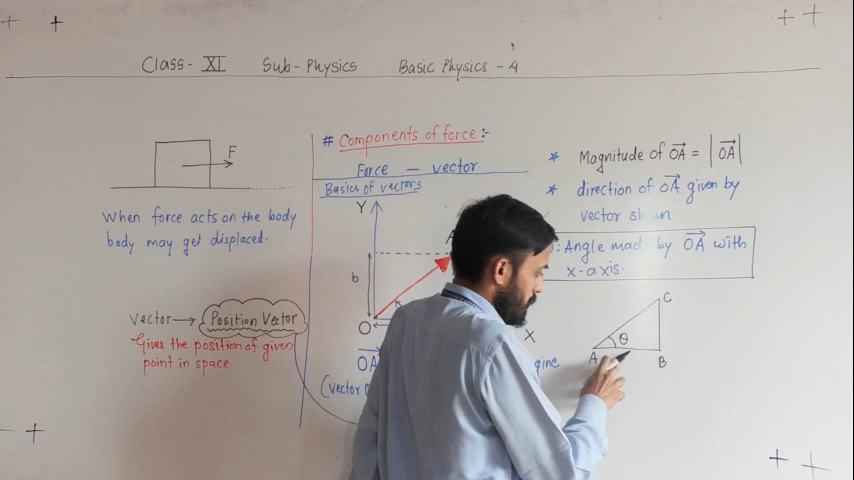 Class- XI Sub-Physics Basic Physics-4
F
When force acts on the body
body may get displaced.
Vector→ Position Vector
Gives the position of given
point in space.
# Components of force:-
Force — vector.
Basics of vectors
Y
A
b
O
X
OA
(vector
* Magnitude of OA = |OA|
* direction of OA given by
vector shown.
: Angle made by OA with
x-axis.
C
θ
A
B